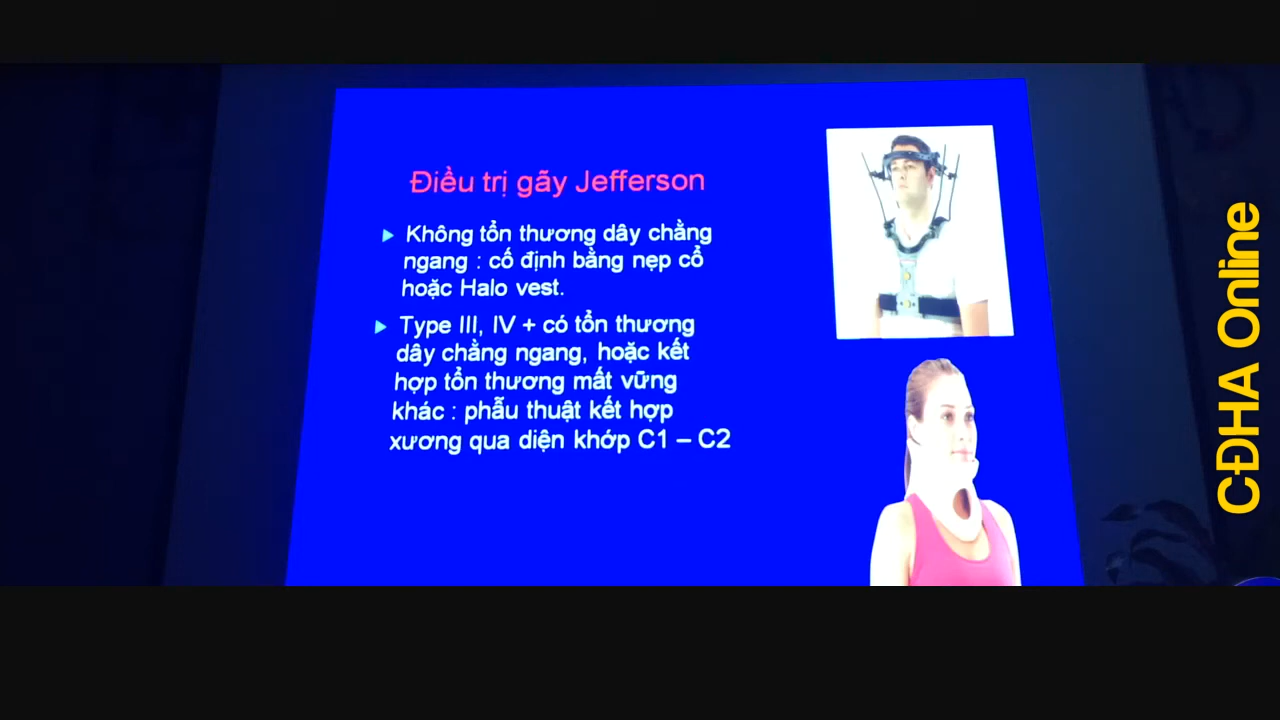 Điều trị gãy Jefferson
Không tổn thương dây chằng
ngang : cố định bằng nẹp cổ
hoặc Halo vest.
Type III, IV + có tổn thương
dây chằng ngang, hoặc kết
hợp tổn thương mất vững
khác : phẫu thuật kết hợp
xương qua diện khớp C1 – C2
CĐHA Online